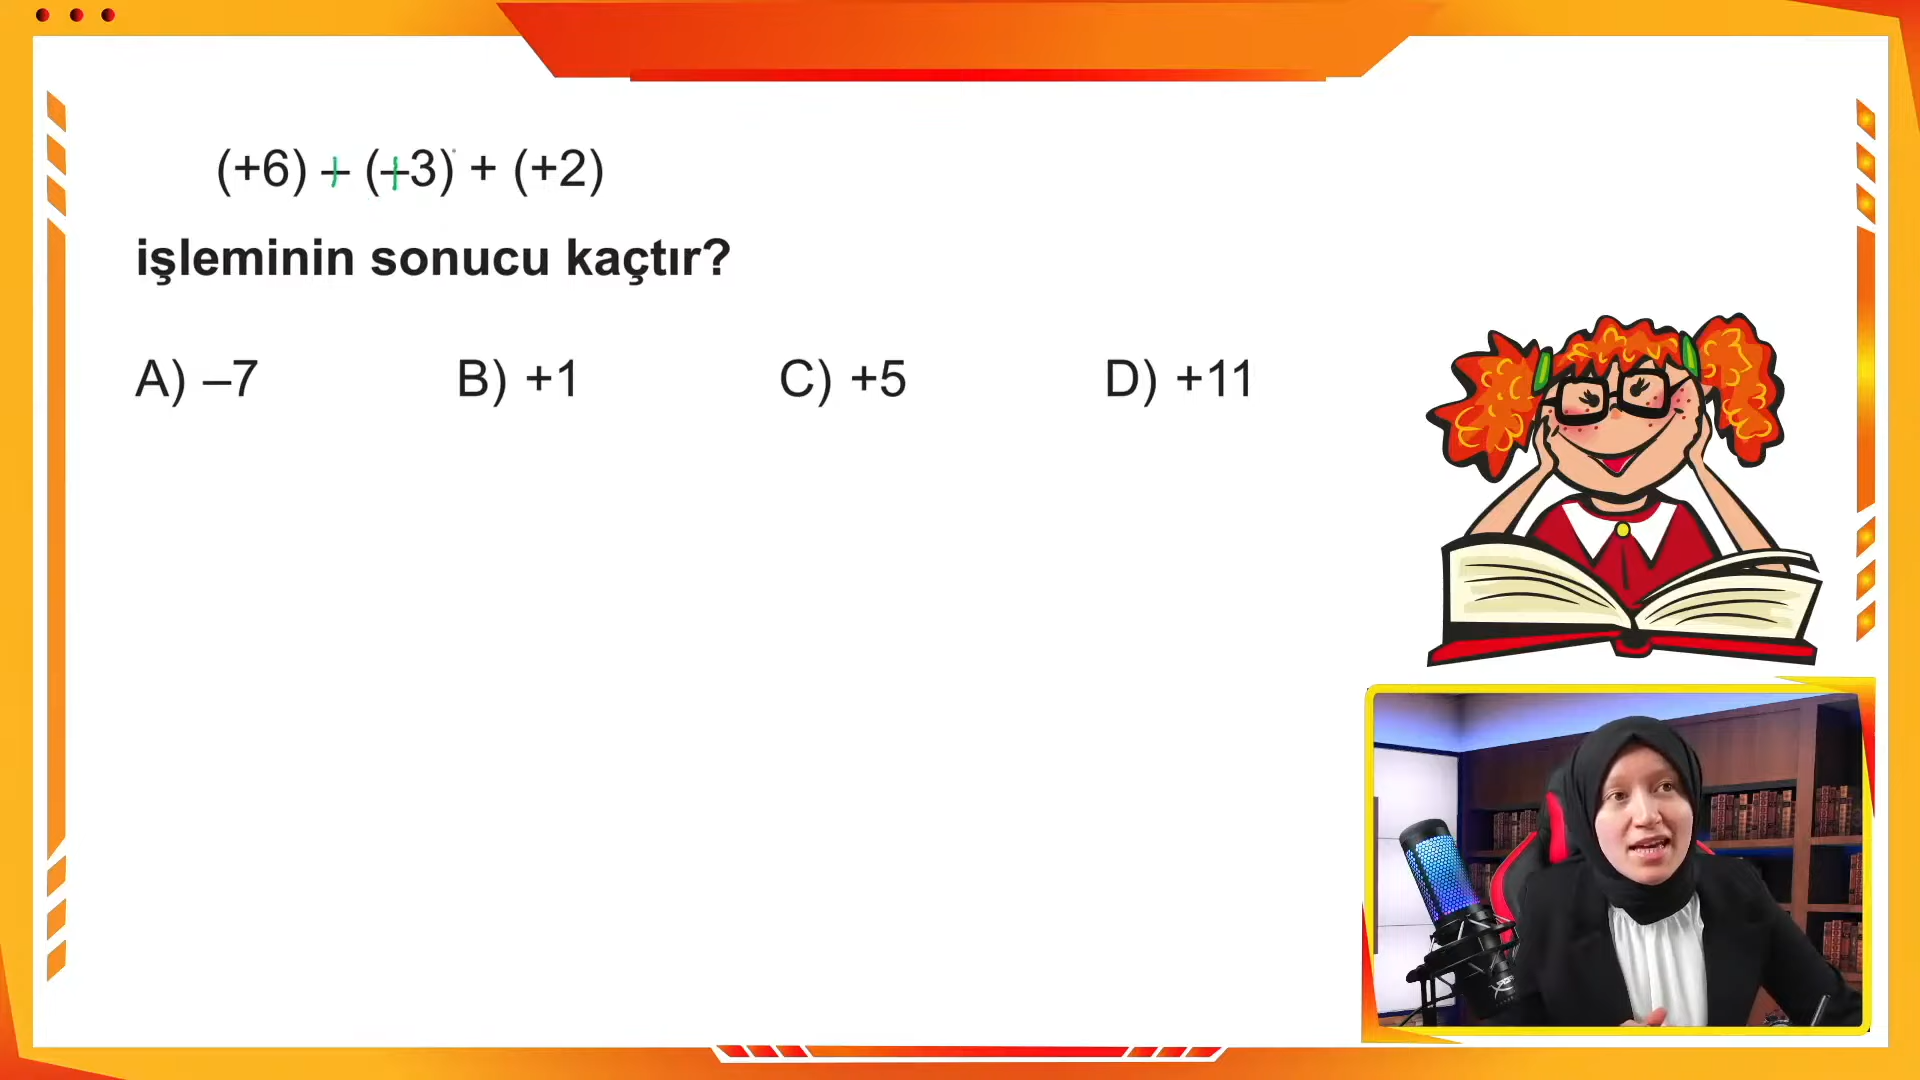 (+6) – (–3) + (+2)
işleminin sonucu kaçtır?
A) –7 B) +1 C) +5 D) +11